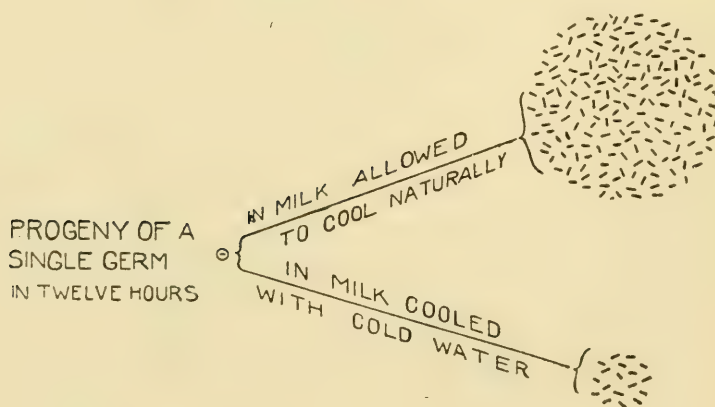 PROGENY OF A
SINGLE GERM
IN TWELVE HOURS
IN MILK ALLOWED
TO COOL NATURALLY
IN MILK COOLED
WITH COLD WATER